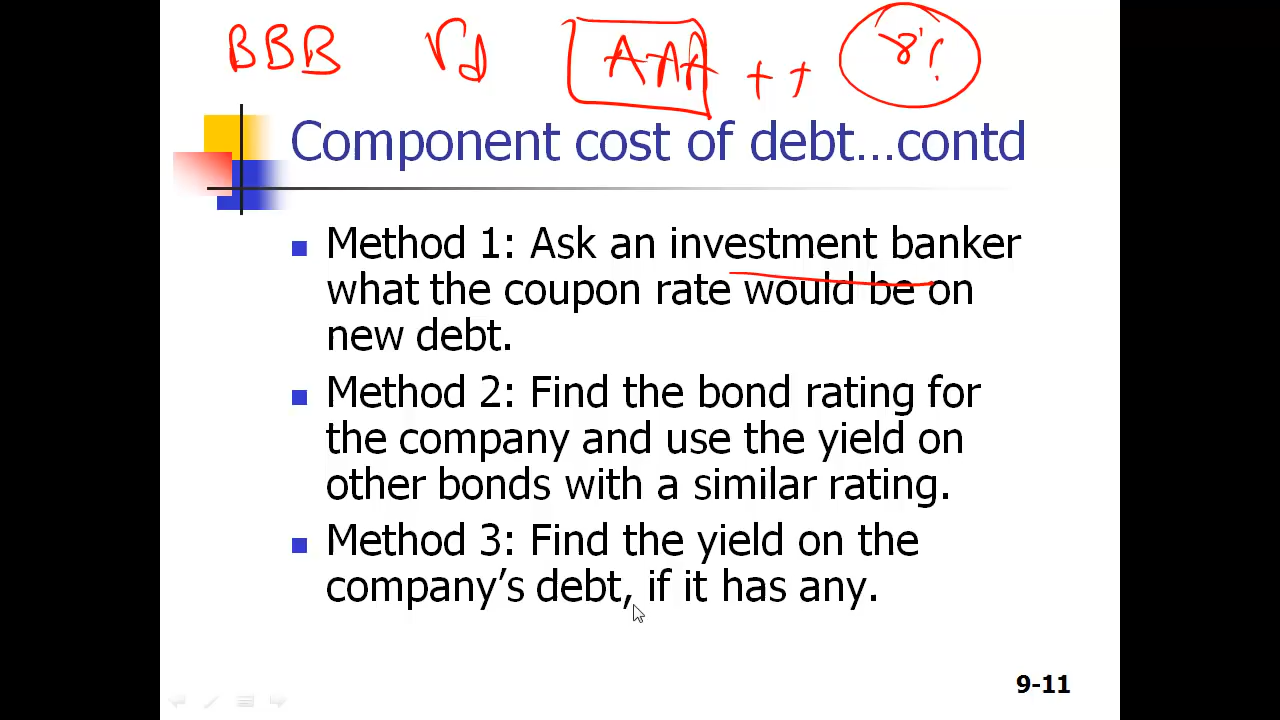 BBB rd AAA ++ 8%
Component cost of debt...contd
Method 1: Ask an investment banker
what the coupon rate would be on
new debt.
Method 2: Find the bond rating for
the company and use the yield on
other bonds with a similar rating.
Method 3: Find the yield on the
company's debt, if it has any.
9-11